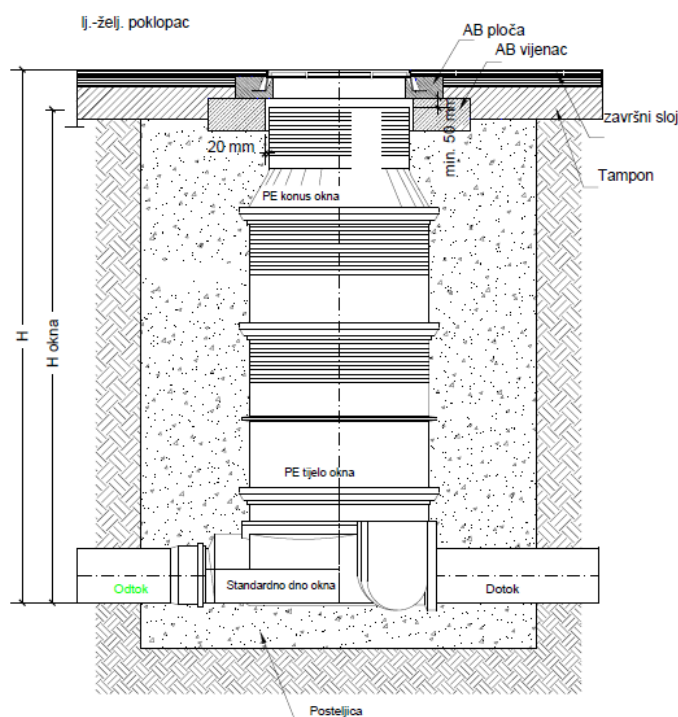 lj.-želj. poklopac
AB ploča
AB vijenac
završni sloj
min. 50 mm
20 mm
Tampon
PE konus okna
H
H okna
PE tijelo okna
Odtok
Standardno dno okna
Dotok
Posteljica